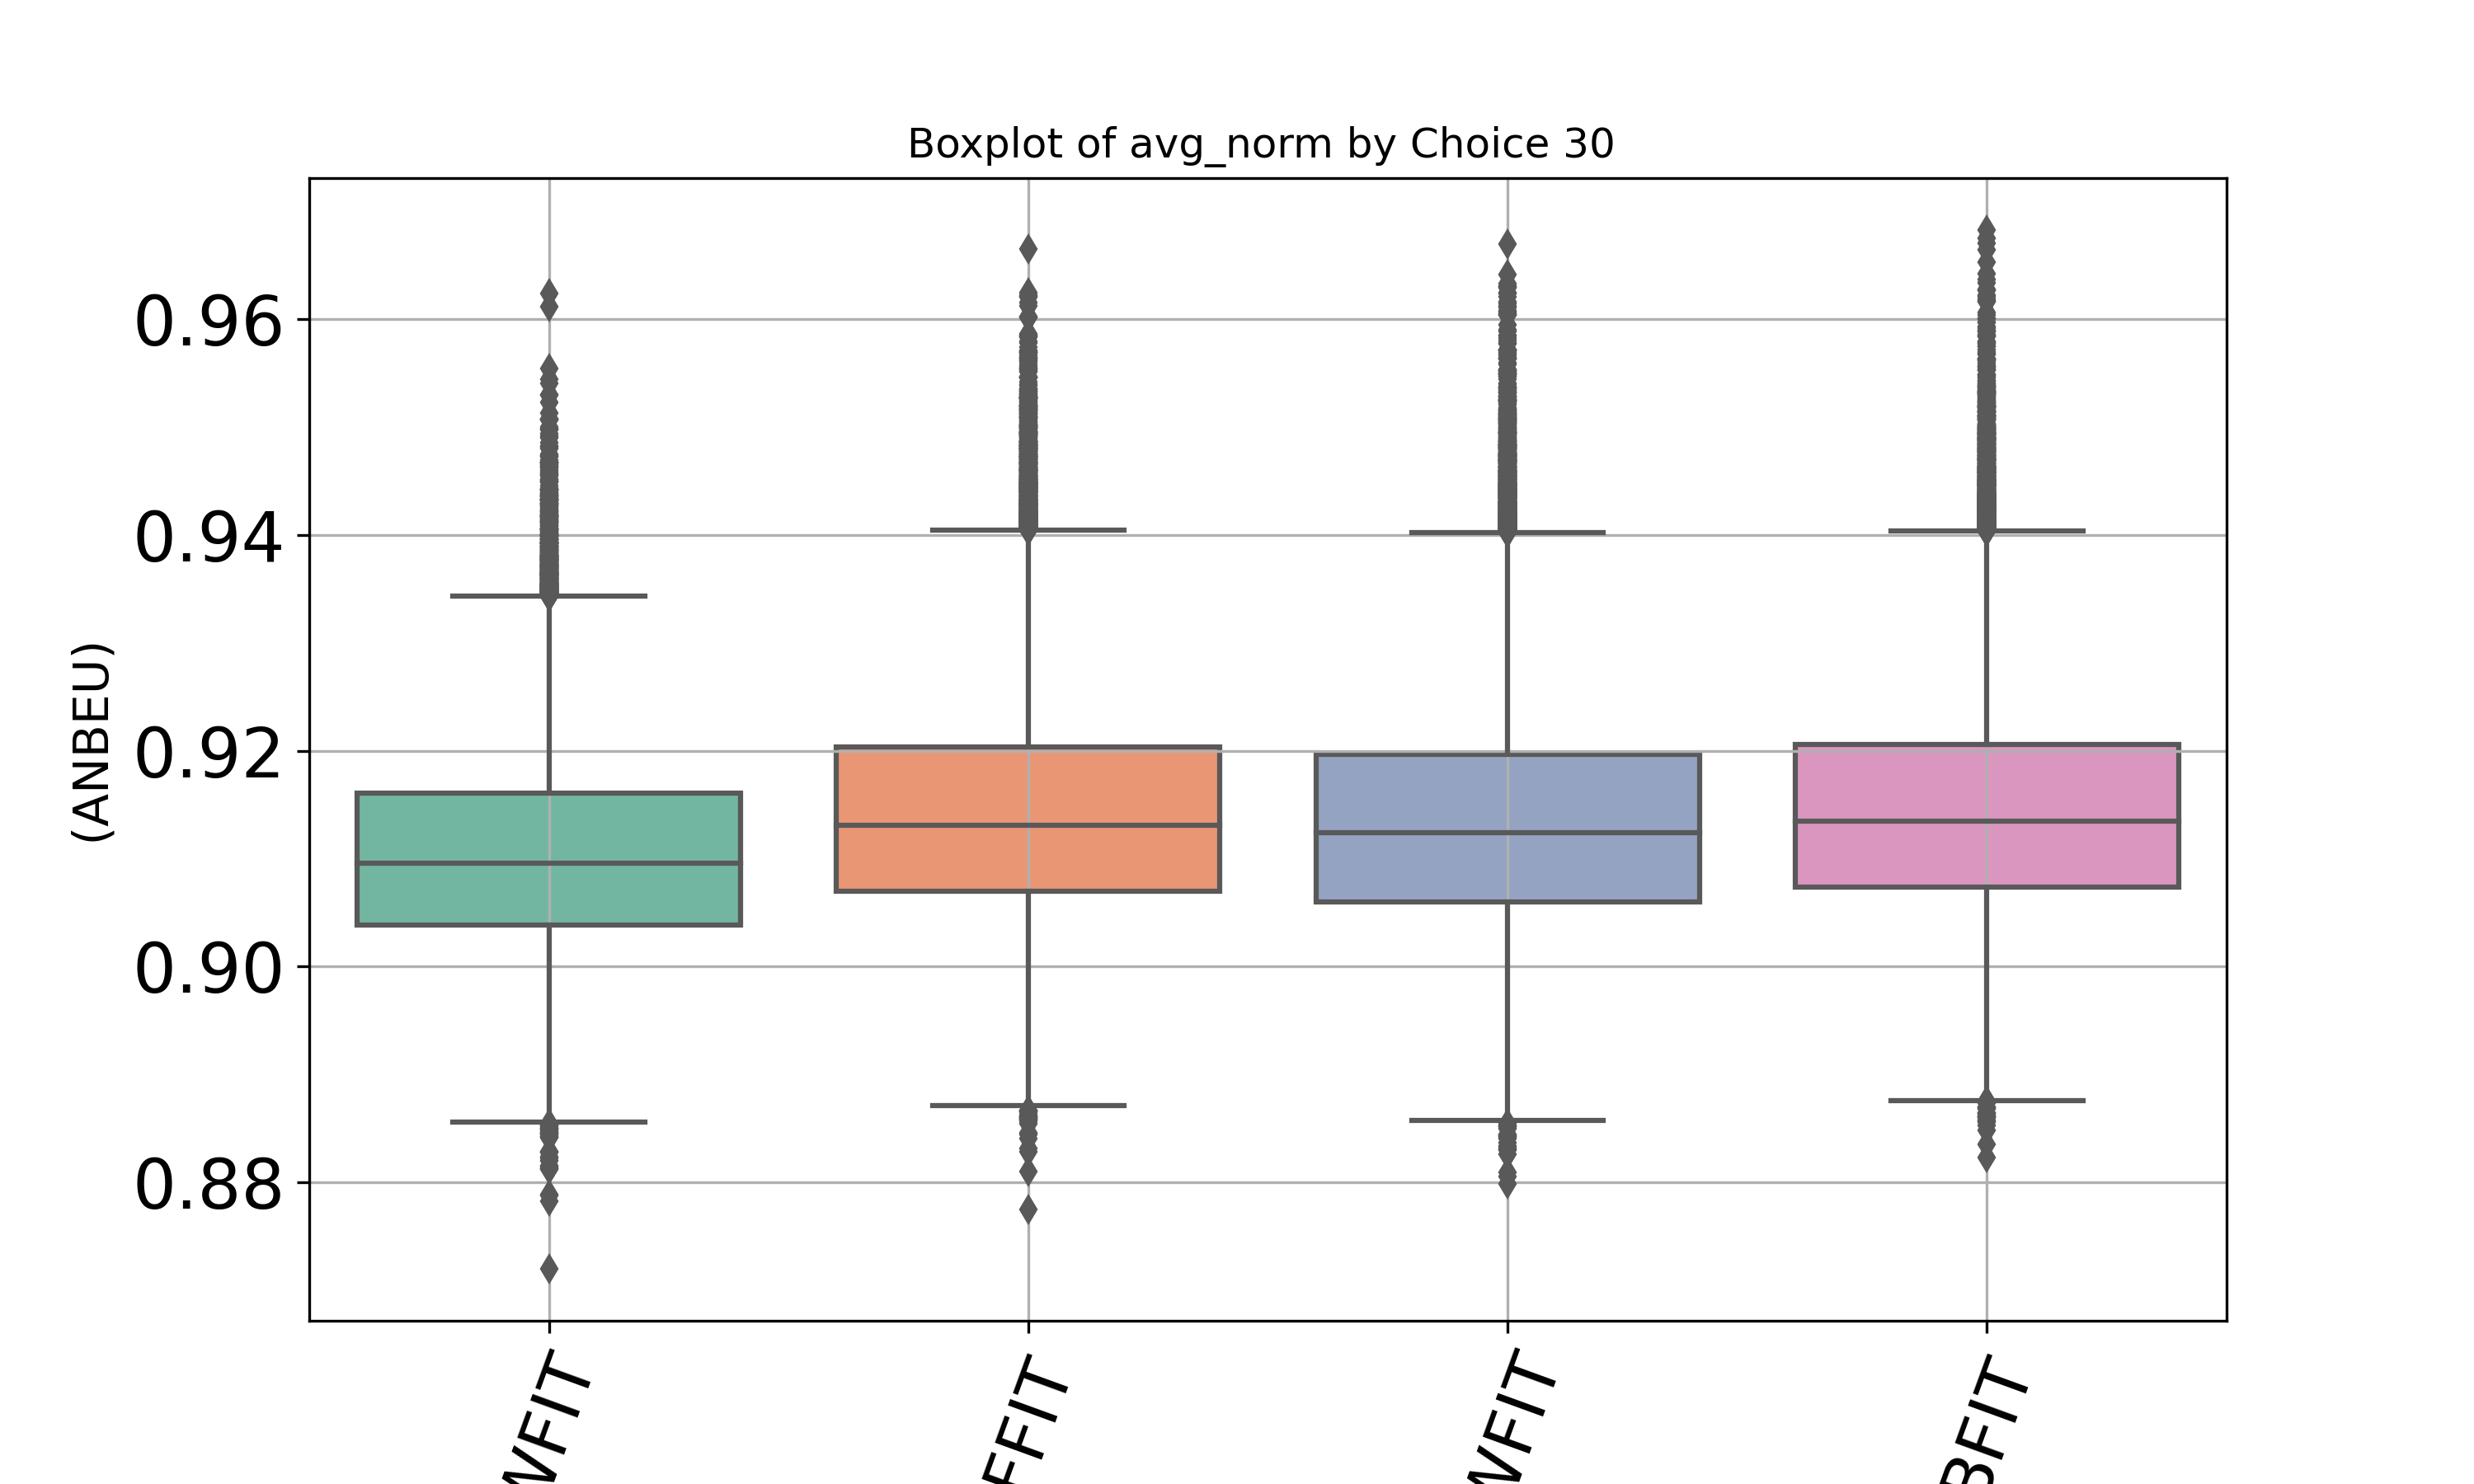 Boxplot of avg_norm by Choice 30
(ANBEU)
0.96
0.94
0.92
0.90
0.88
WFIT
FFIT
WFIT
BFIT